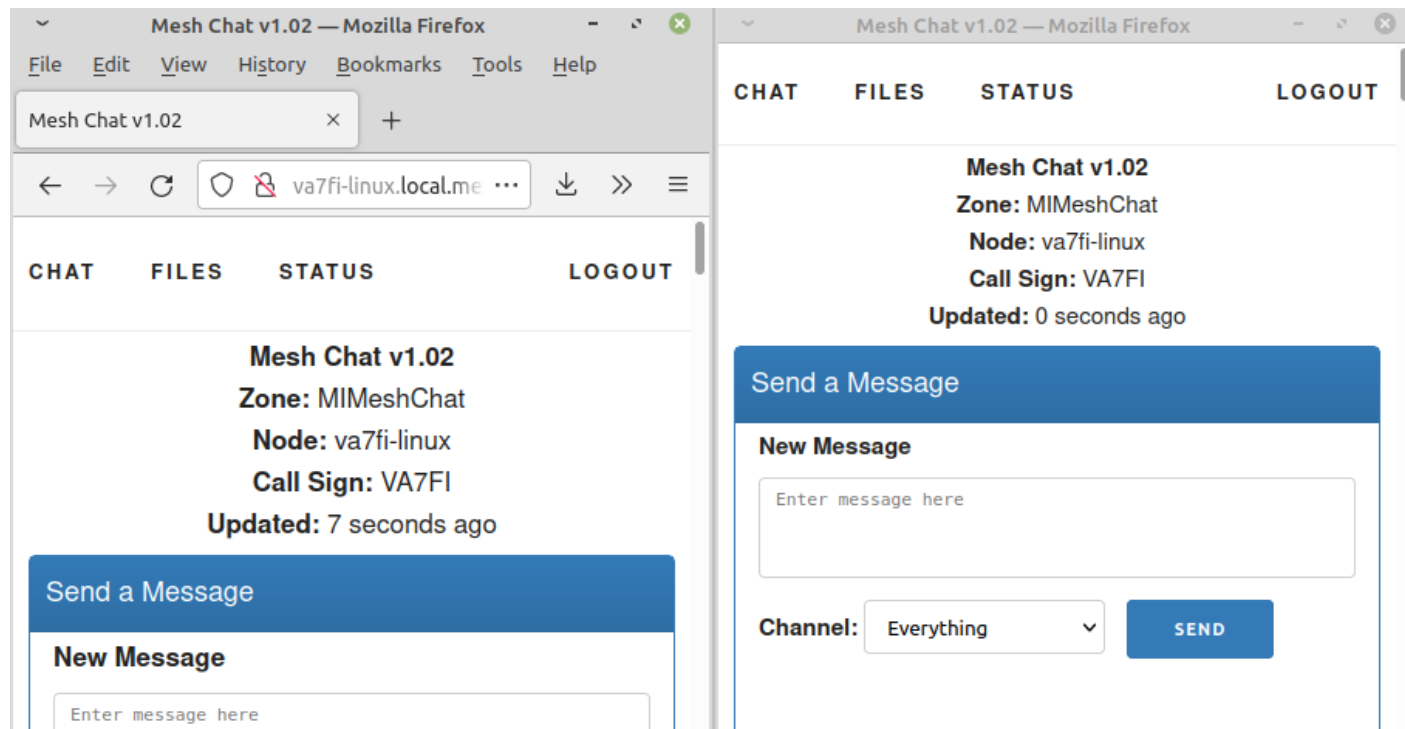 Mesh Chat v1.02 — Mozilla Firefox
File Edit View History Bookmarks Tools Help
Mesh Chat v1.02
va7fi-linux.local.me
CHAT FILES STATUS LOGOUT
Mesh Chat v1.02
Zone: MIMeshChat
Node: va7fi-linux
Call Sign: VA7FI
Updated: 7 seconds ago
Send a Message
New Message
Enter message here
Mesh Chat v1.02 — Mozilla Firefox
CHAT FILES STATUS LOGOUT
Mesh Chat v1.02
Zone: MIMeshChat
Node: va7fi-linux
Call Sign: VA7FI
Updated: 0 seconds ago
Send a Message
New Message
Enter message here
Channel: Everything SEND